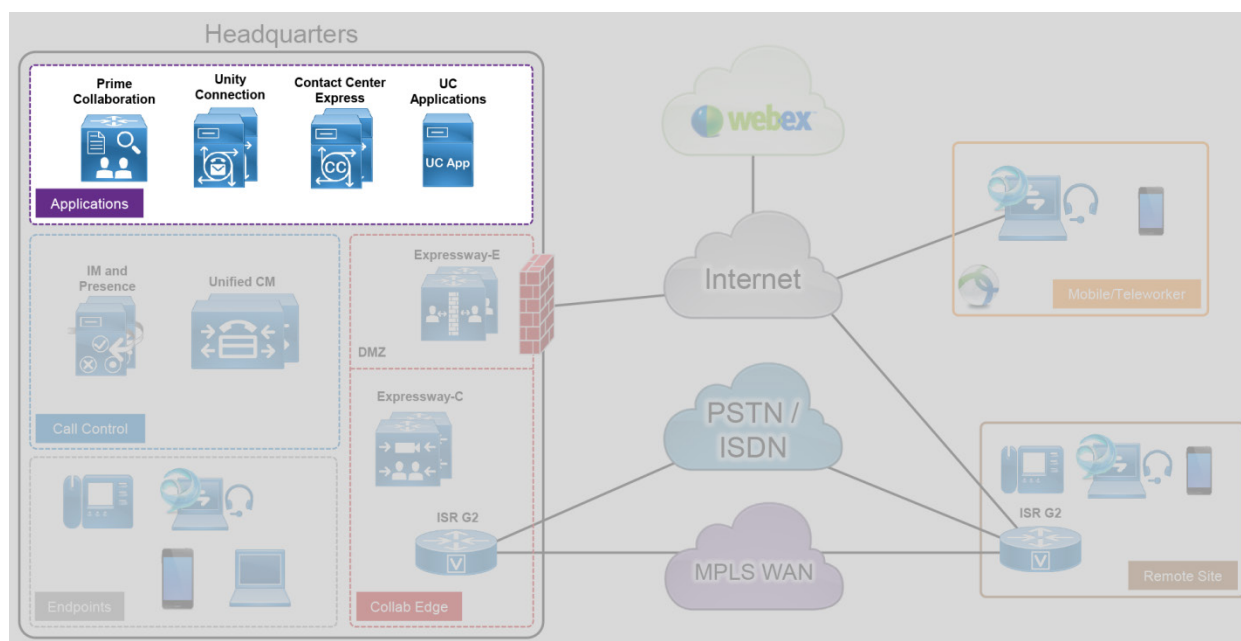 Headquarters
Prime
Collaboration
Unity
Connection
Contact Center
Express
UC
Applications
CC
UC App
Applications
webex
IM and
Presence
Unified CM
Call Control
Expressway-E
DMZ
Expressway-C
ISR G2
V
Collab Edge
Endpoints
Internet
PSTN /
ISDN
MPLS WAN
Mobile/Teleworker
ISR G2
V
Remote Site